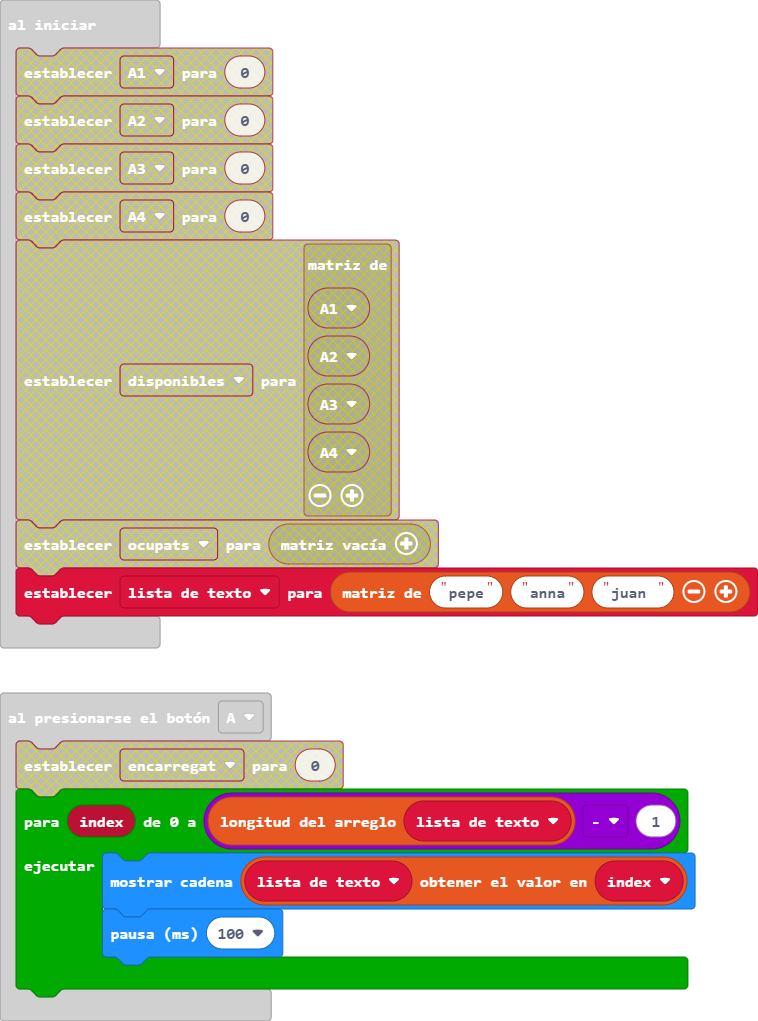 al iniciar
establecer A1 para 0
establecer A2 para 0
establecer A3 para 0
establecer A4 para 0
matriz de
A1
A2
establecer disponibles para
A3
A4
establecer ocupats para matriz vacía
establecer lista de texto para matriz de "pepe" "anna" "juan"
al presionarse el botón A
establecer encarregat para 0
para index de 0 a longitud del arreglo lista de texto - 1
ejecutar
mostrar cadena lista de texto obtener el valor en index
pausa (ms) 100